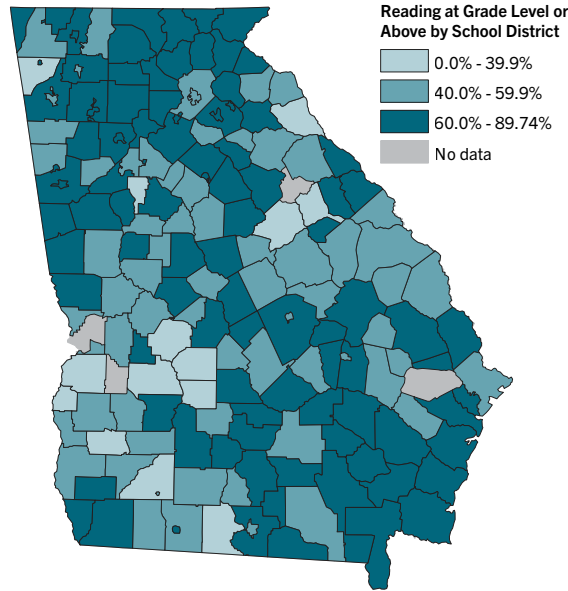 Reading at Grade Level or
Above by School District
0.0% - 39.9%
40.0% - 59.9%
60.0% - 89.74%
No data